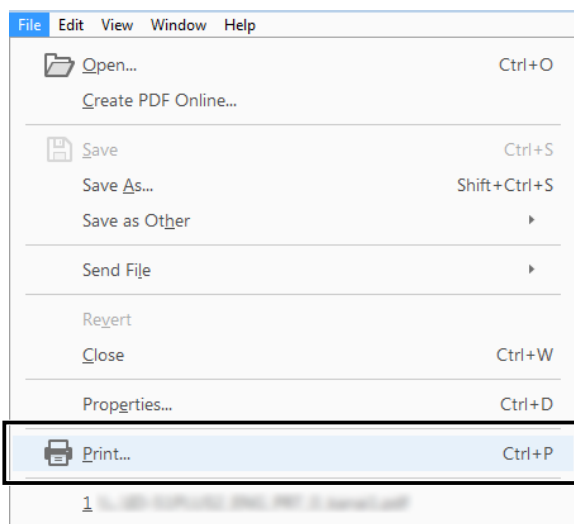 File Edit View Window Help
Open... Ctrl+O
Create PDF Online...
Save Ctrl+S
Save As... Shift+Ctrl+S
Save as Other
Send File
Revert
Close Ctrl+W
Properties... Ctrl+D
Print... Ctrl+P
1